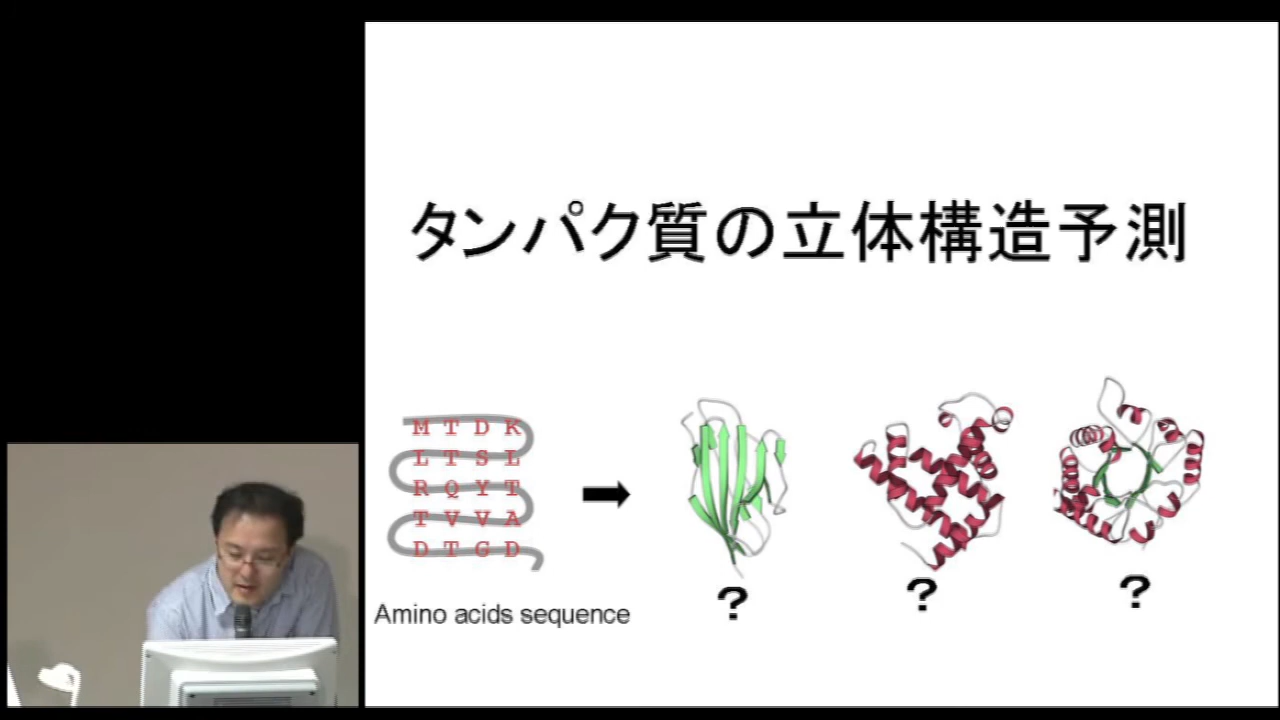 タンパク質の立体構造予測
M T D K
L T S L
R Q Y T
T V V A
D T G D
Amino acids sequence
? ? ?